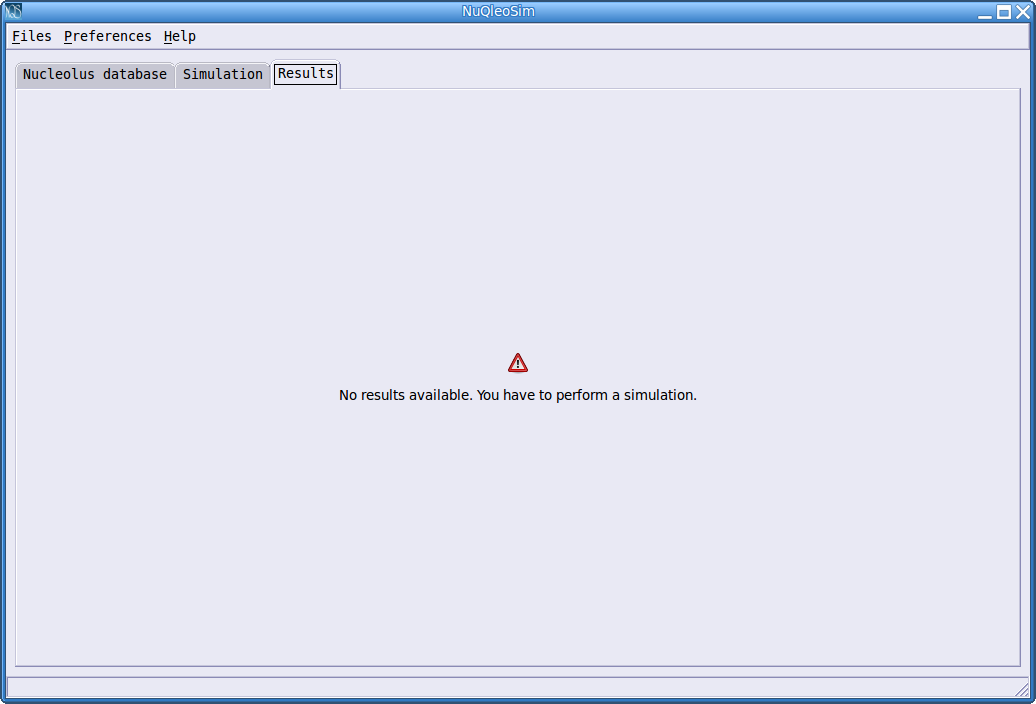 NuQleoSim
Files Preferences Help
Nucleolus database Simulation Results
No results available. You have to perform a simulation.